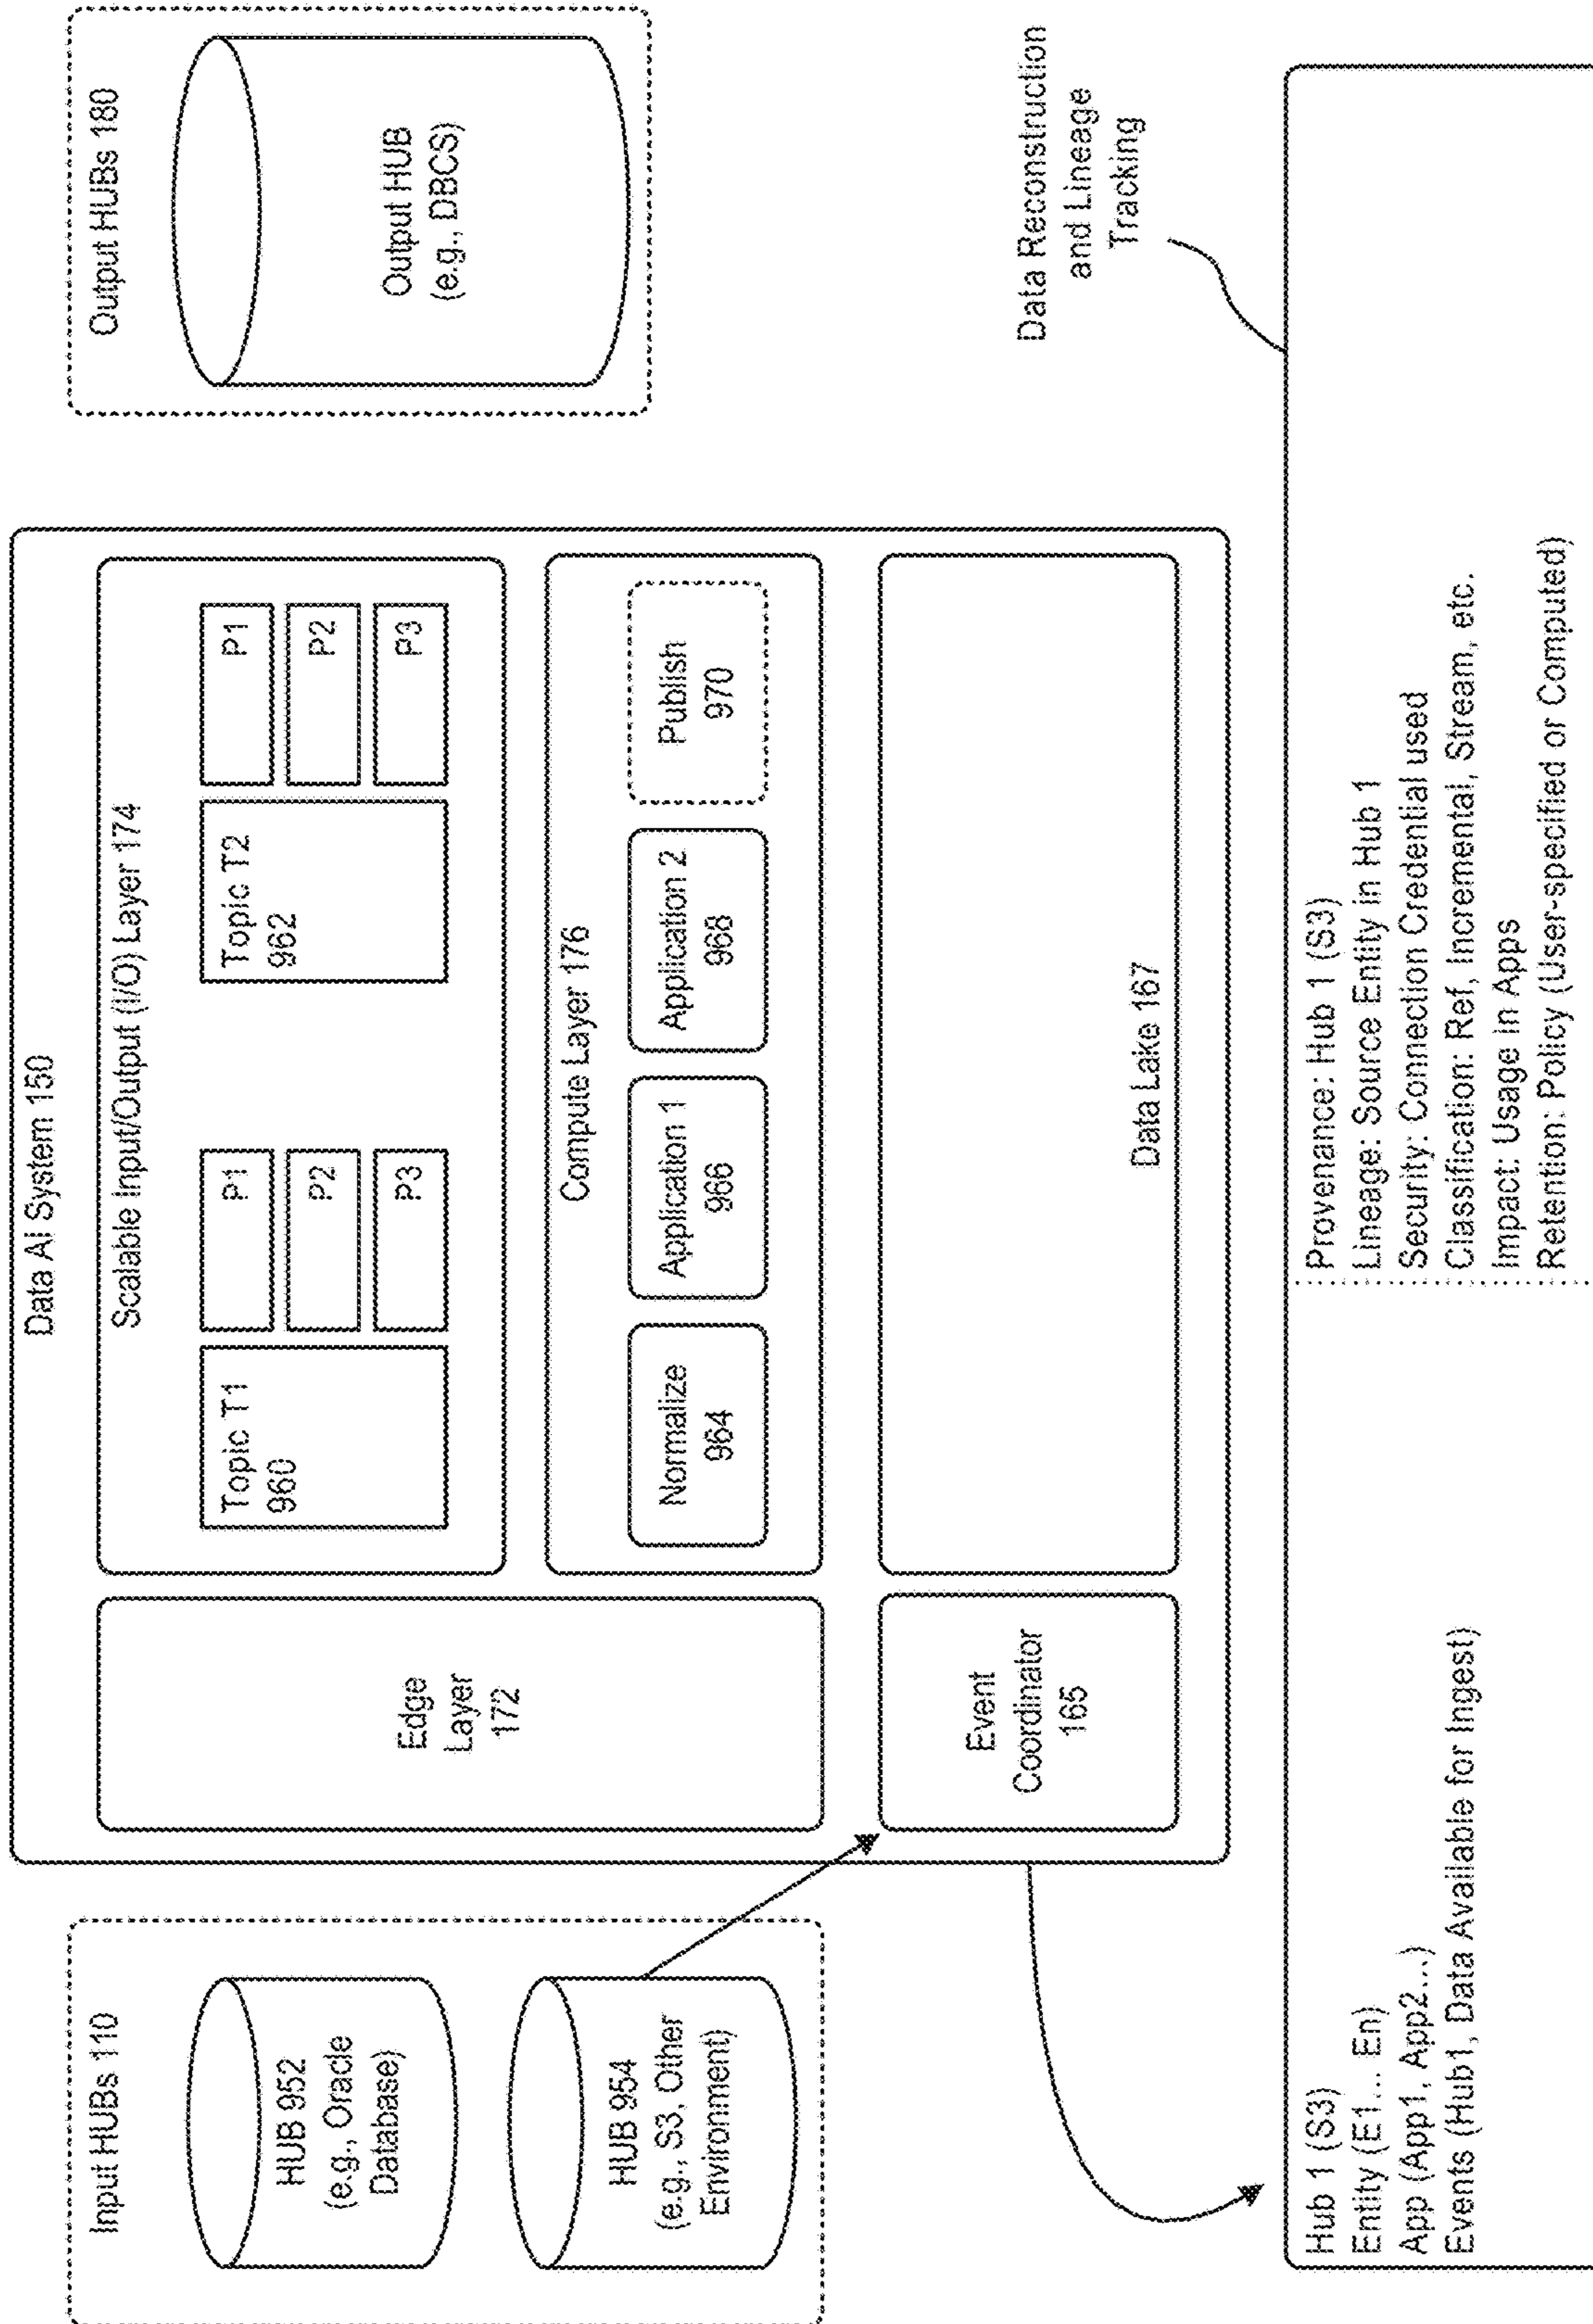 Input HUBs 110
HUB 952
(e.g., Oracle
Database)
HUB 954
(e.g., S3, Other
Environment)
Data AI System 150
Edge
Layer
172
Scalable Input/Output (I/O) Layer 174
Topic T1
960
P1
P2
P3
Topic T2
962
P1
P2
P3
Compute Layer 176
Normalize
964
Application 1
966
Application 2
968
Publish
970
Event
Coordinator
165
Data Lake 167
Output HUBs 180
Output HUB
(e.g., DBCS)
Data Reconstruction
and Lineage
Tracking
Hub 1 (S3)
Entity (E1... En)
App (App1, App2...)
Events (Hub1, Data Available for Ingest)
Provenance: Hub 1 (S3)
Lineage: Source Entity in Hub 1
Security: Connection Credential used
Classification: Ref, Incremental, Stream, etc.
Impact: Usage in Apps
Retention: Policy (User-specified or Computed)